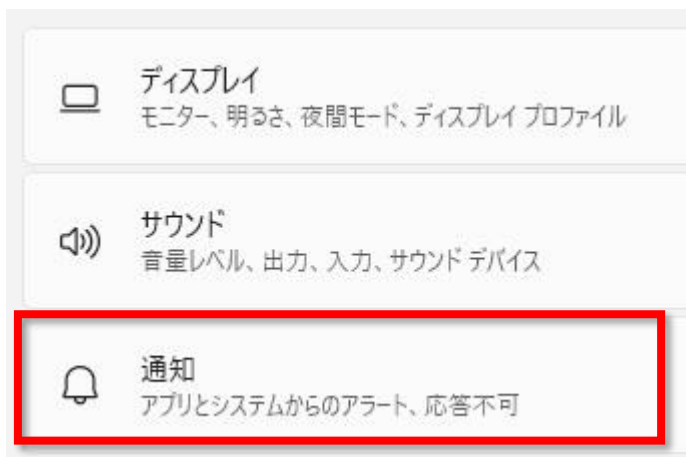 ディスプレイ
モニター、明るさ、夜間モード、ディスプレイ プロファイル
サウンド
音量レベル、出力、入力、サウンド デバイス
通知
アプリとシステムからのアラート、応答不可